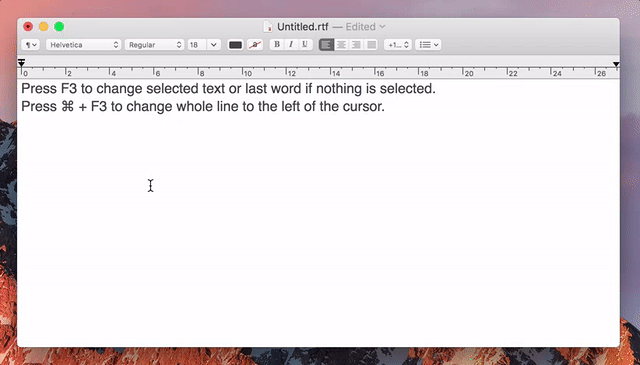 Untitled.rtf — Edited
¶ Helvetica Regular 18 a B I U +1...
0 2 4 6 8 10 12 14 16 18 20 22 24 26
Press F3 to change selected text or last word if nothing is selected.
Press ⌘ + F3 to change whole line to the left of the cursor.